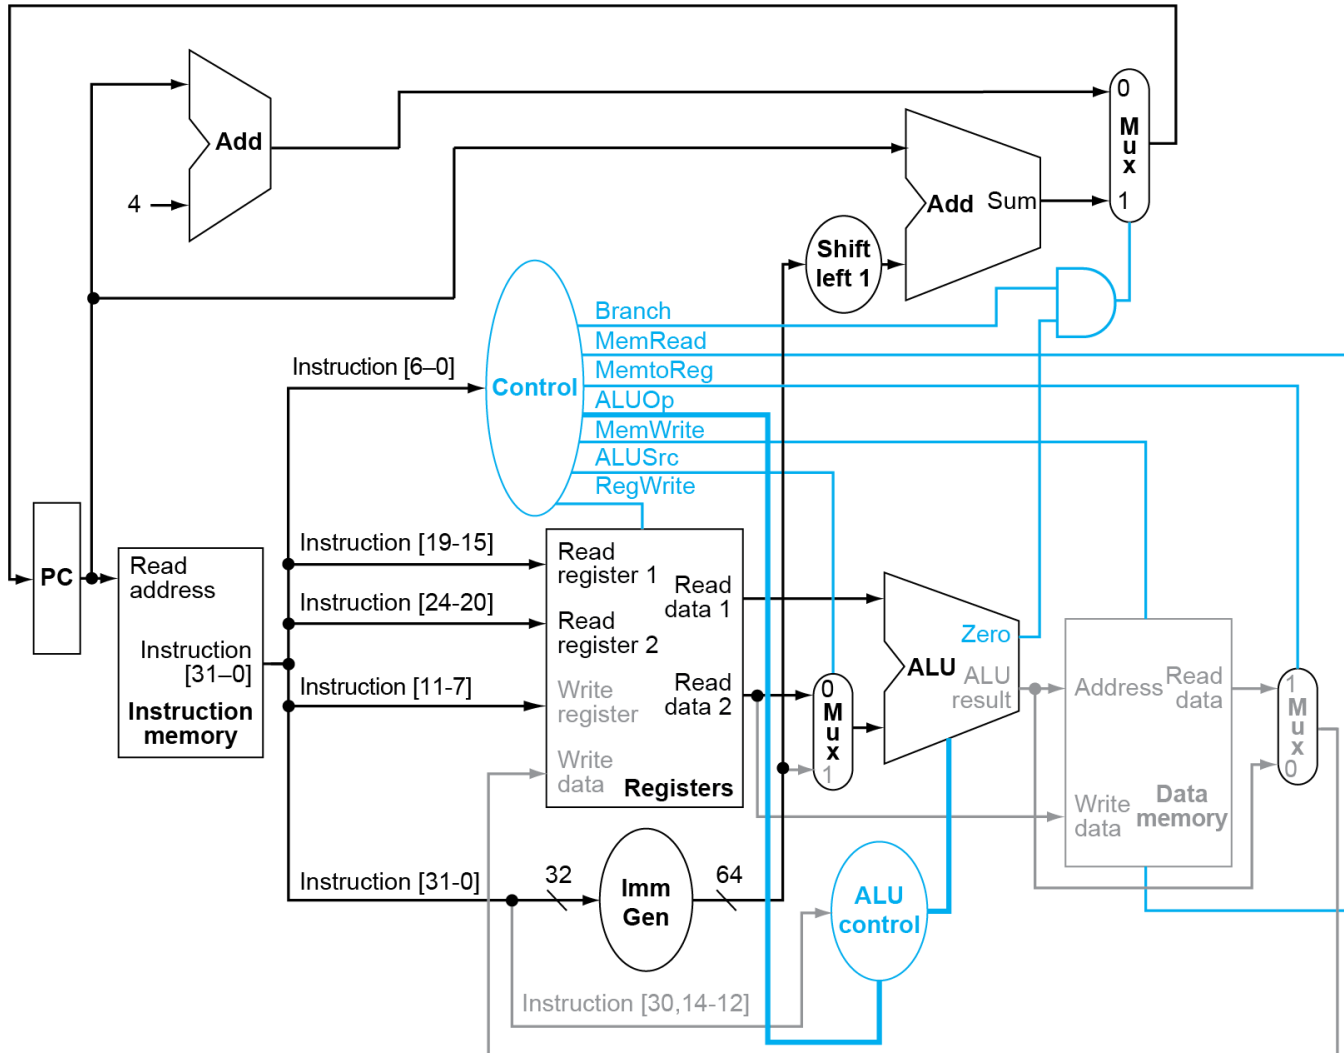 Add
4
0
M
u
x
1
Add Sum
Shift
left 1
Branch
MemRead
MemtoReg
ALUOp
MemWrite
ALUSrc
RegWrite
Instruction [6–0]
Control
PC
Read
address
Instruction
[31–0]
Instruction
memory
Instruction [19-15]
Instruction [24-20]
Instruction [11-7]
Instruction [31-0]
Read
register 1
Read
register 2
Write
register
Write
data
Read
data 1
Read
data 2
Registers
0
M
u
x
1
Zero
ALU
ALU
result
Address
Read
data
Write
data
Data
memory
1
M
u
x
0
32
Imm
Gen
64
ALU
control
Instruction [30,14-12]